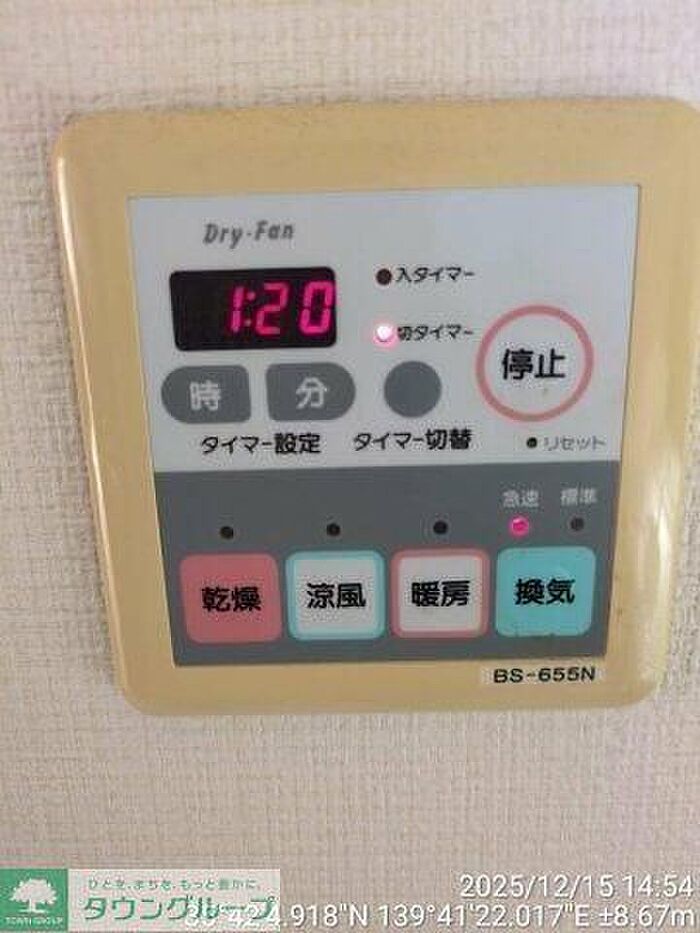 Dry-Fan
1:20
入タイマー
切タイマー
停止
時 分
タイマー設定 タイマー切替
リセット
急速 標準
乾燥 涼風 暖房 換気
BS-655N
ひとを、まちを、もっと豊かに。
タウングループ
TOWN GROUP
2025/12/15 14:54
4.918"N 139°41'22.017"E ±8.67m